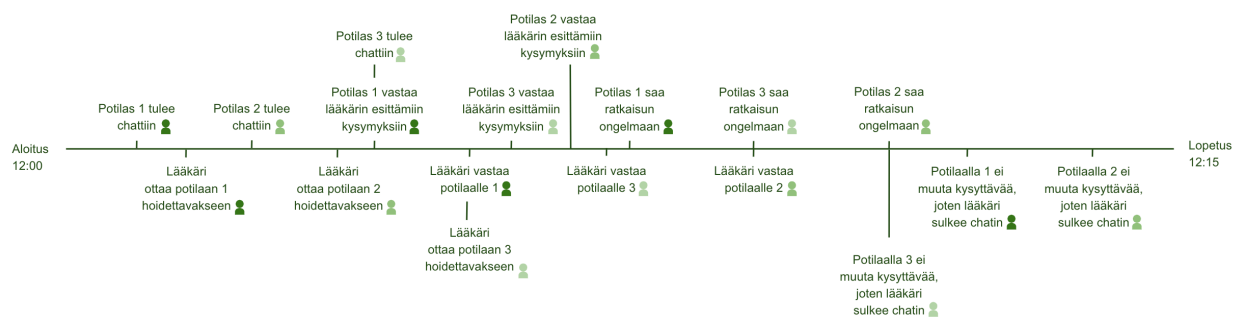 Aloitus
12:00
Potilas 1 tulee
chattiin
Lääkäri
ottaa potilaan 1
hoidettavakseen
Potilas 2 tulee
chattiin
Lääkäri
ottaa potilaan 2
hoidettavakseen
Potilas 3 tulee
chattiin
Potilas 1 vastaa
lääkärin esittämiin
kysymyksiin
Lääkäri vastaa
potilaalle 1
Lääkäri
ottaa potilaan 3
hoidettavakseen
Potilas 3 vastaa
lääkärin esittämiin
kysymyksiin
Potilas 2 vastaa
lääkärin esittämiin
kysymyksiin
Potilas 1 saa
ratkaisun
ongelmaan
Lääkäri vastaa
potilaalle 3
Potilas 3 saa
ratkaisun
ongelmaan
Lääkäri vastaa
potilaalle 2
Potilas 2 saa
ratkaisun
ongelmaan
Potilaalla 3 ei
muuta kysyttävää,
joten lääkäri
sulkee chatin
Potilaalla 1 ei
muuta kysyttävää,
joten lääkäri
sulkee chatin
Potilaalla 2 ei
muuta kysyttävää,
joten lääkäri
sulkee chatin
Lopetus
12:15